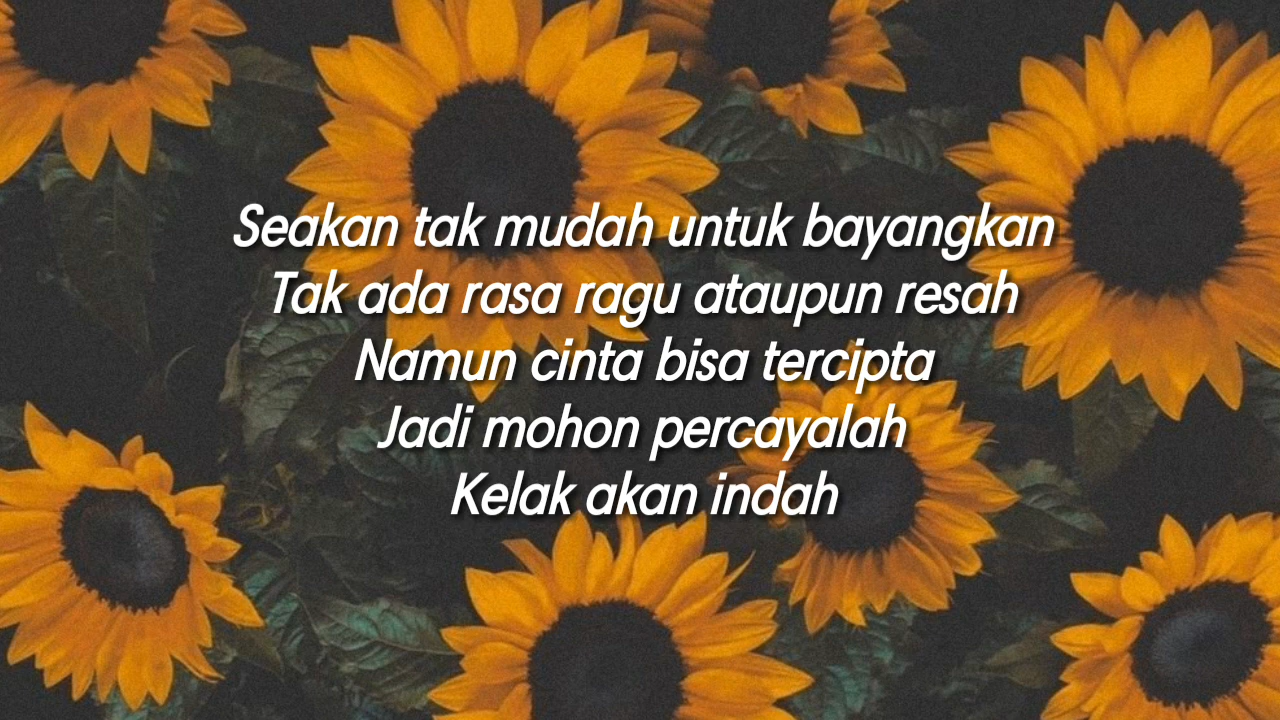 Seakan tak mudah untuk bayangkan
Tak ada rasa ragu ataupun resah
Namun cinta bisa tercipta
Jadi mohon percayalah
Kelak akan indah